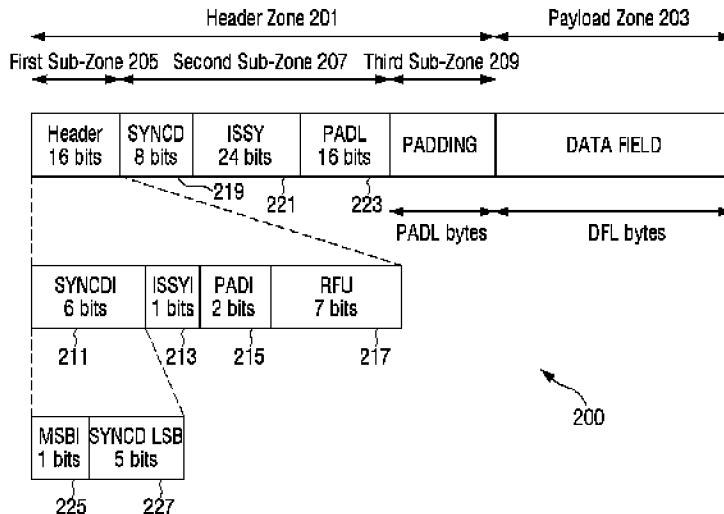 Header Zone 201 Payload Zone 203
First Sub-Zone 205 Second Sub-Zone 207 Third Sub-Zone 209
Header SYNCD ISSY PADL PADDING DATA FIELD
16 bits 8 bits 24 bits 16 bits
219 221 223
PADL bytes DFL bytes
SYNCDI ISSYI PADI RFU
6 bits 1 bits 2 bits 7 bits
211 213 215 217
200
MSBI SYNCD LSB
1 bits 5 bits
225 227